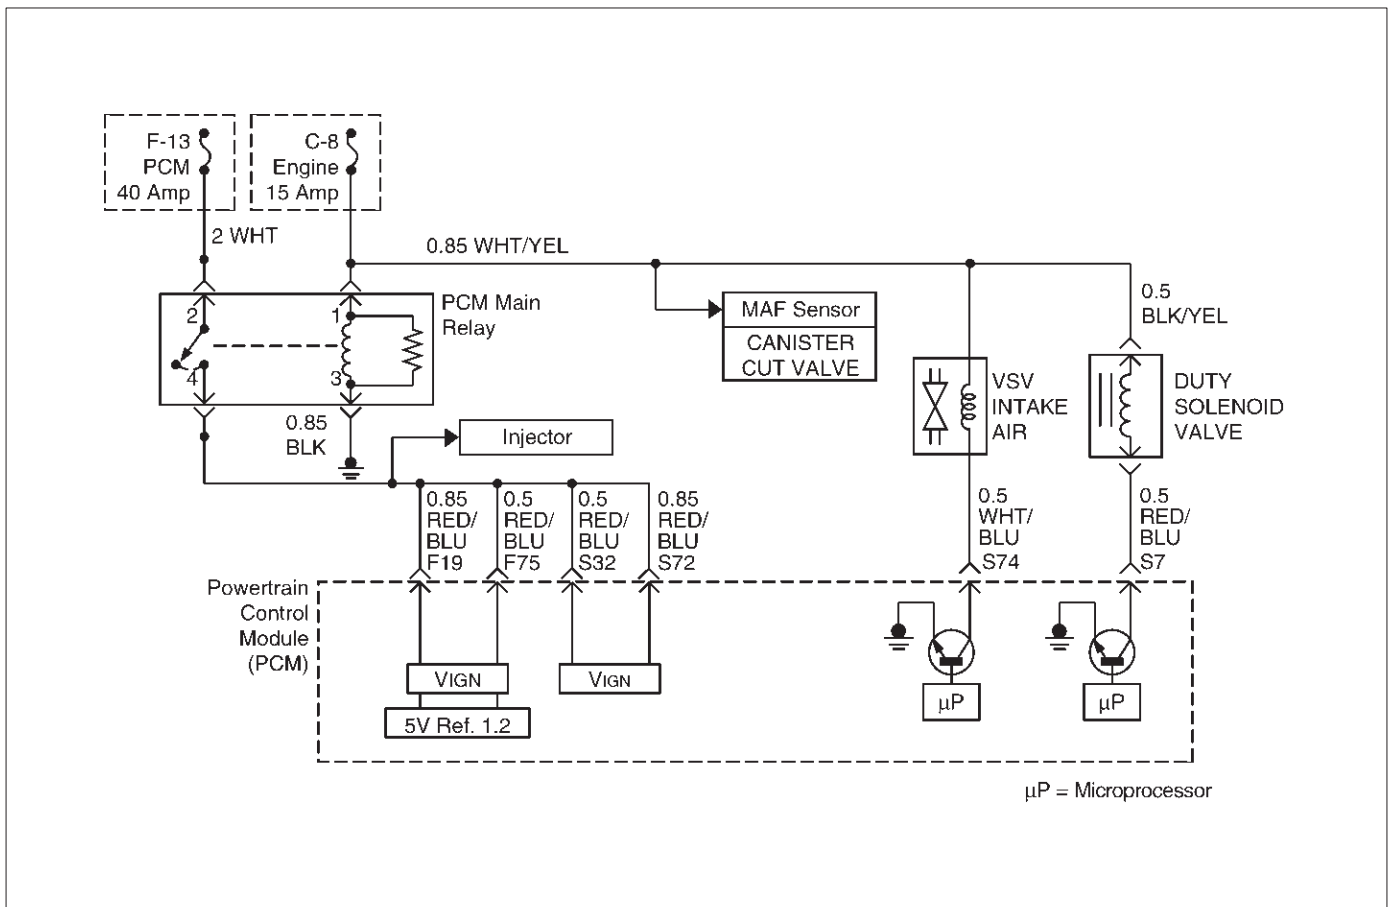 F-13
PCM
40 Amp
C-8
Engine
15 Amp
2 WHT
0.85 WHT/YEL
PCM Main
Relay
2
1
4
3
0.85
BLK
MAF Sensor
CANISTER
CUT VALVE
0.5
BLK/YEL
VSV
INTAKE
AIR
DUTY
SOLENOID
VALVE
Injector
0.85
RED/
BLU
F19
0.5
RED/
BLU
F75
0.5
RED/
BLU
S32
0.85
RED/
BLU
S72
0.5
WHT/
BLU
S74
0.5
RED/
BLU
S7
Powertrain
Control
Module
(PCM)
VIGN
VIGN
5V Ref. 1.2
µP
µP
µP = Microprocessor